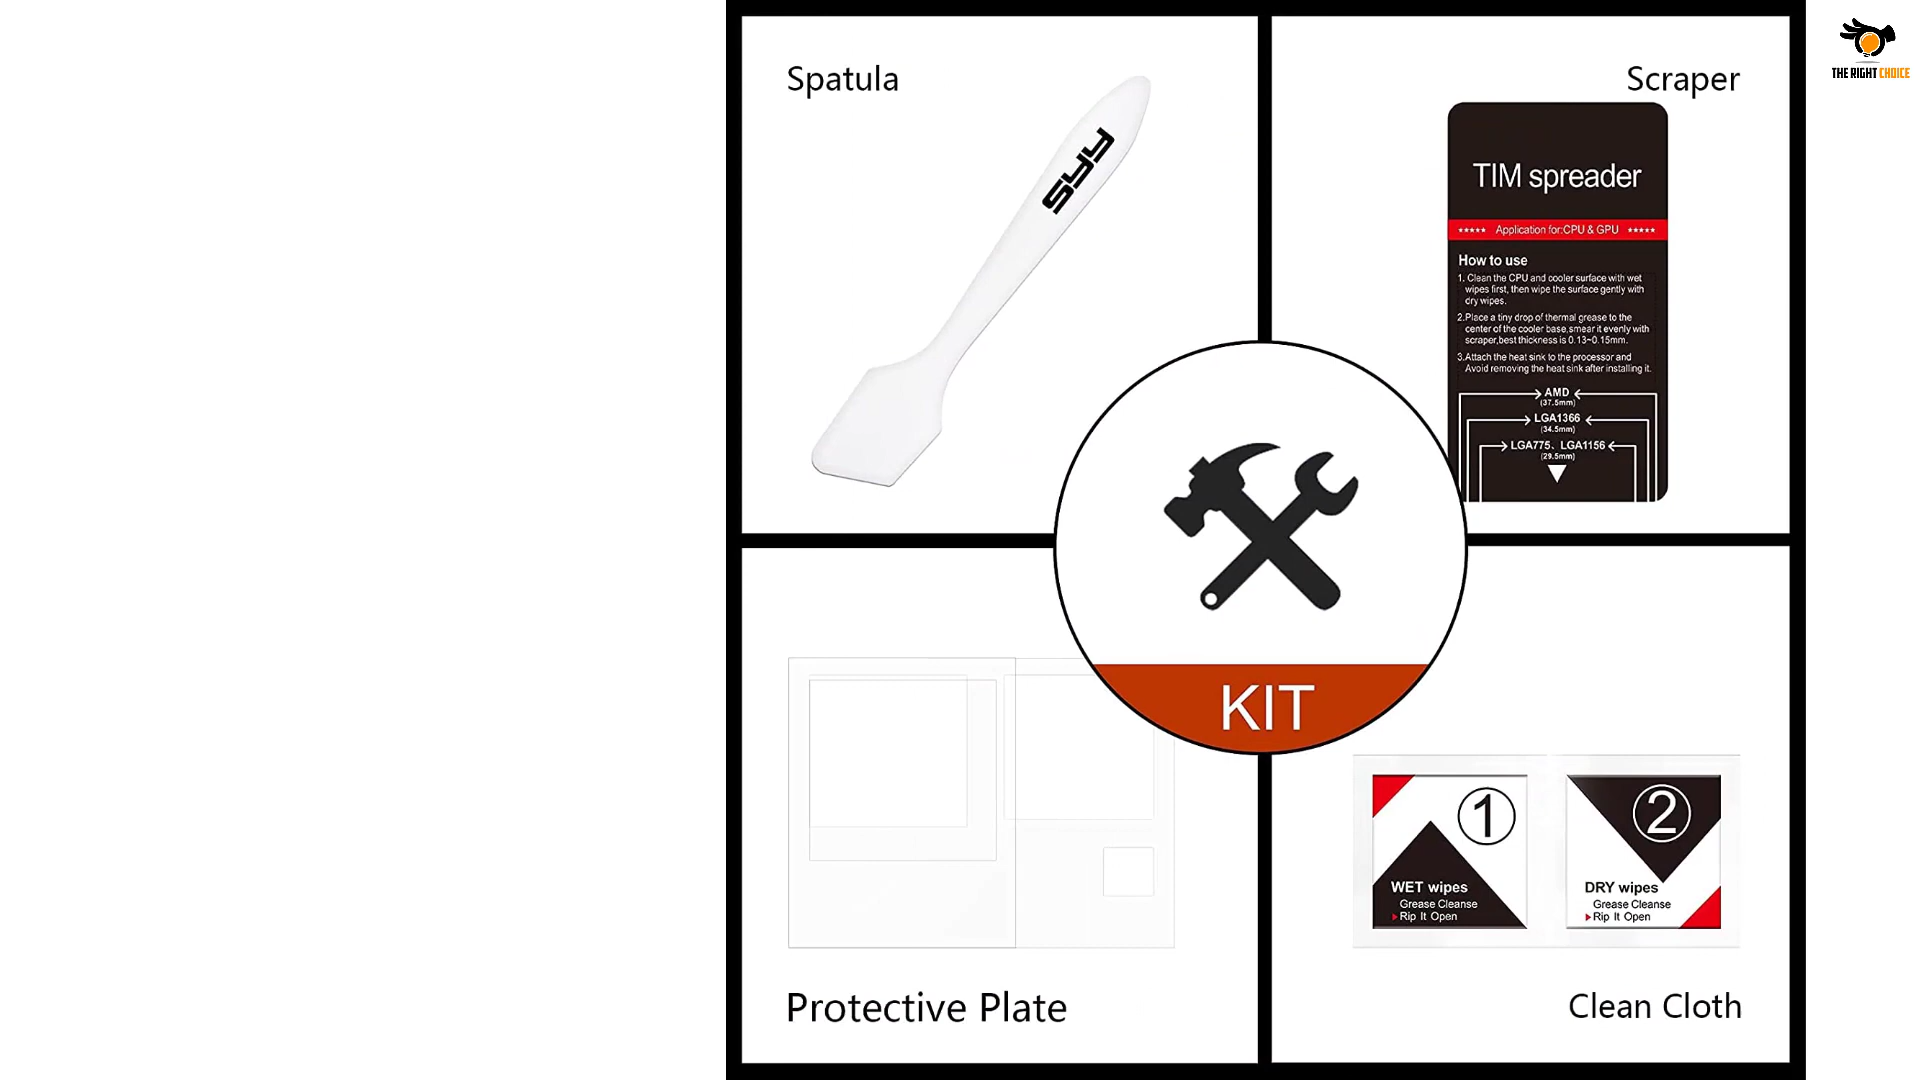 Spatula
SYY
Scraper
TIM spreader
Application for:CPU & GPU
How to use
1. Clean the CPU and cooler surface with wet
wipes first, then wipe the surface gently with
dry wipes.
2.Place a tiny drop of thermal grease to the
center of the cooler base,smear it evenly with
scraper,best thickness is 0.13~0.15mm.
3.Attach the heat sink to the processor and
Avoid removing the heat sink after installing it.
AMD
(37.5mm)
LGA1366
(34.5mm)
LGA775、LGA1156
(29.5mm)
THE RIGHT CHOICE
KIT
Protective Plate
1
WET wipes
Grease Cleanse
Rip It Open
2
DRY wipes
Grease Cleanse
Rip It Open
Clean Cloth